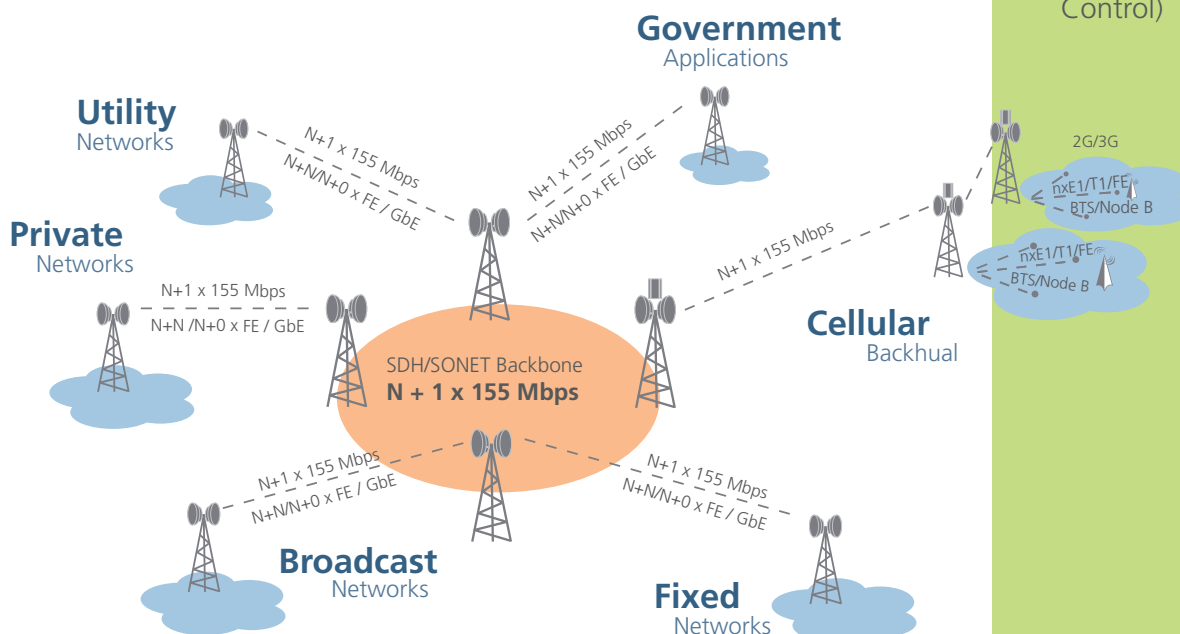 Control)
Government
Applications
Utility
Networks
N+1 x 155 Mbps
N+N/N+0 x FE / GbE
N+1 x 155 Mbps
N+N/N+0 x FE / GbE
2G/3G
nxE1/T1/FE
BTS/Node B
Private
Networks
N+1 x 155 Mbps
nxE1/T1/FE
BTS/Node B
N+1 x 155 Mbps
N+N /N+0 x FE / GbE
Cellular
Backhual
SDH/SONET Backbone
N + 1 x 155 Mbps
N+1 x 155 Mbps
N+N/N+0 x FE / GbE
N+1 x 155 Mbps
N+N/N+0 x FE / GbE
Broadcast
Networks
Fixed
Networks